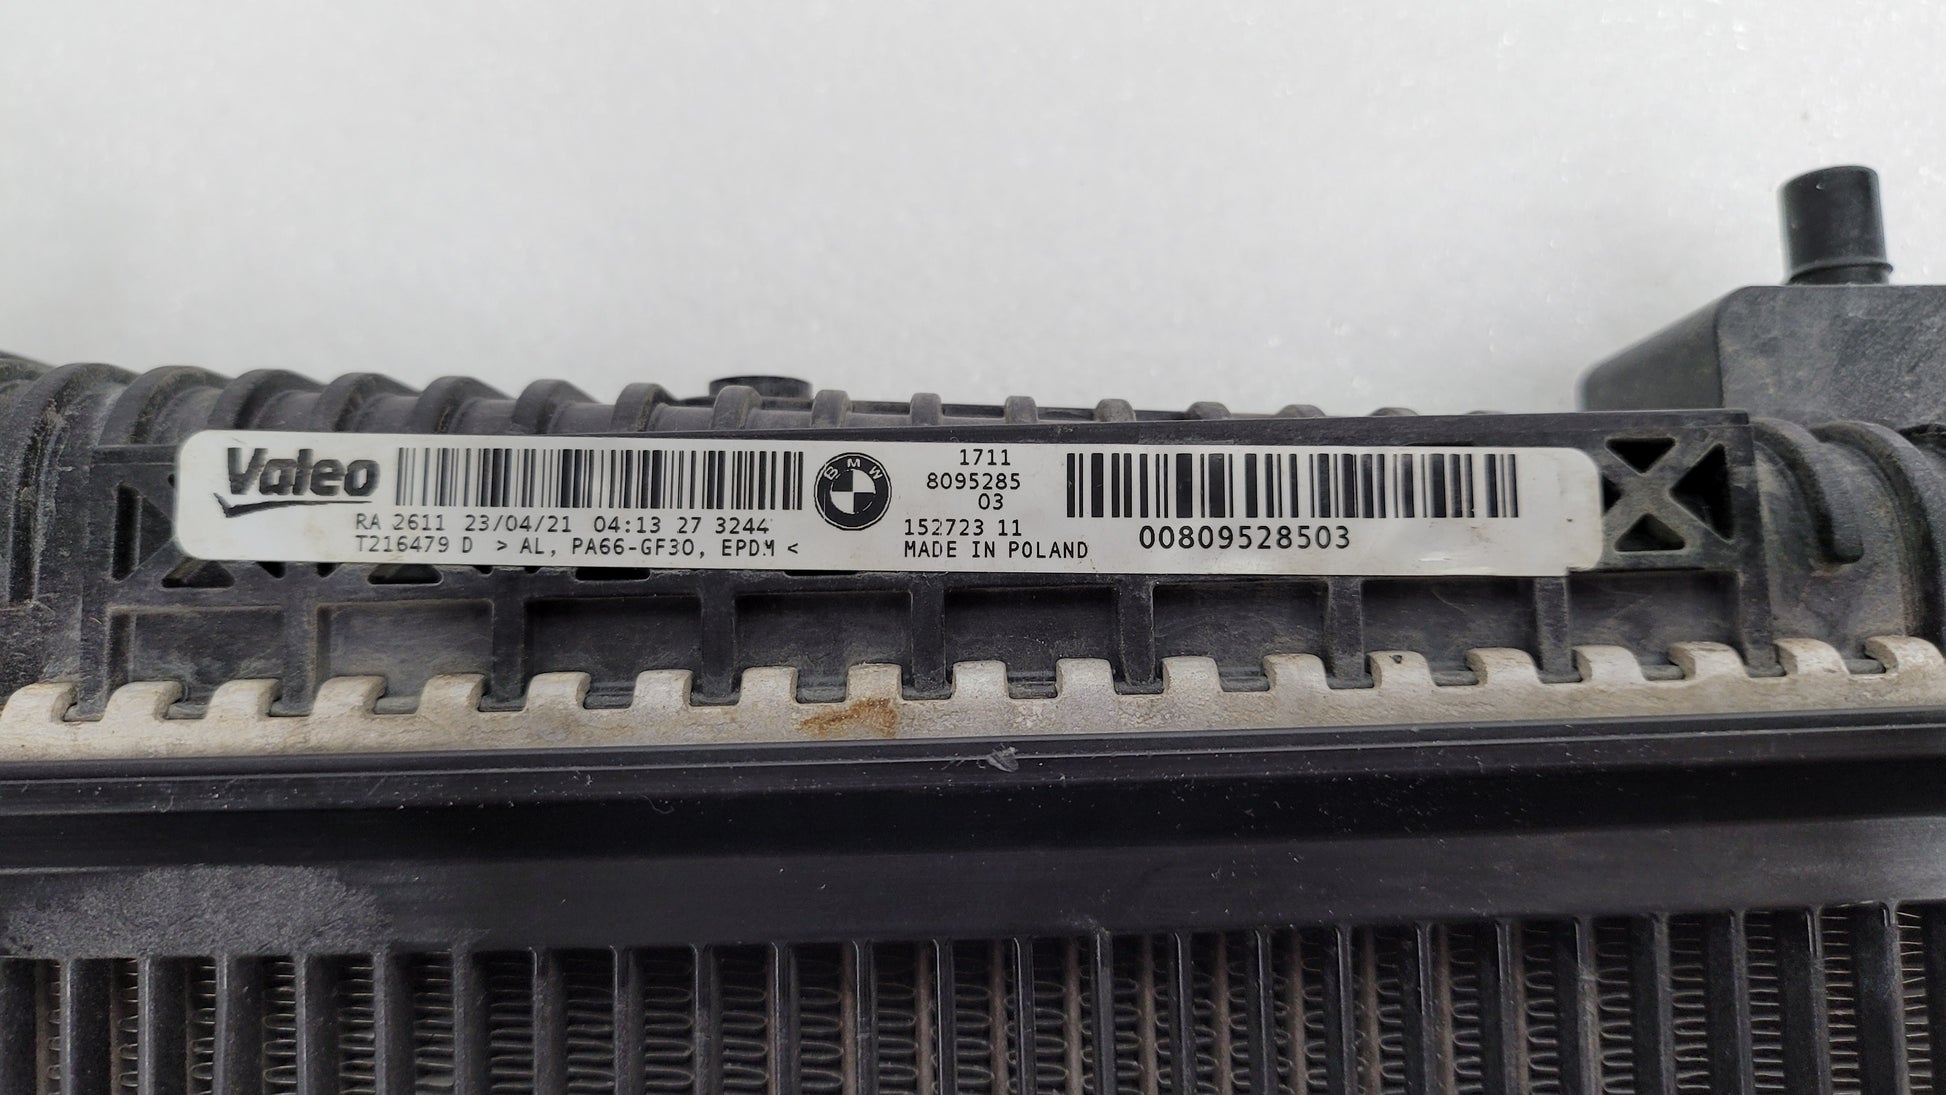 Valeo
RA 2611 23/04/21 04:13 27 3244
T216479 D > AL, PA66-GF30, EPDM <
BMW
1711
8095285
03
152723 11
MADE IN POLAND
00809528503